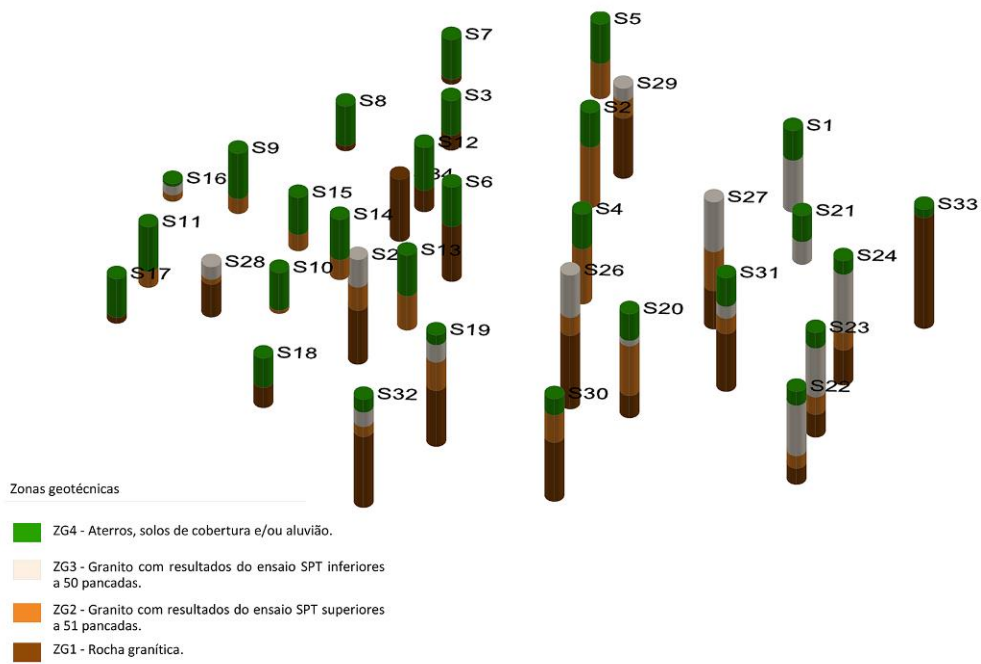 S5
S7
S29
S8
S3
S2
S1
S12
S9
S16
S6
S15
S27
S33
S4
S21
S14
S11
S13
S24
S17
S28
S10
S26
S31
S20
S19
S23
S18
S32
S30
S22
Zonas geotécnicas
ZG4 - Aterros, solos de cobertura e/ou aluvião.
ZG3 - Granito com resultados do ensaio SPT inferiores
a 50 pancadas.
ZG2 - Granito com resultados do ensaio SPT superiores
a 51 pancadas.
ZG1 - Rocha granítica.